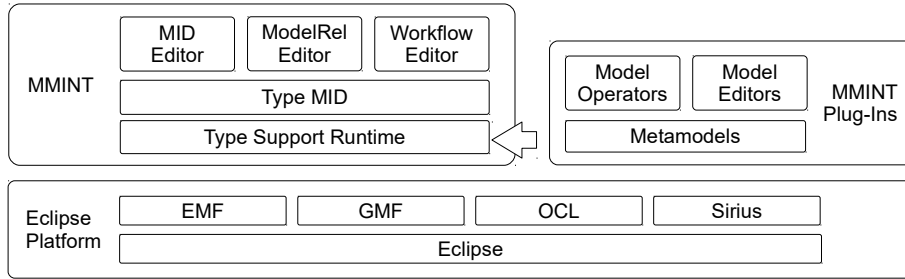 MMINT
MID
Editor
ModelRel
Editor
Workflow
Editor
Type MID
Type Support Runtime
Model
Operators
Model
Editors
Metamodels
MMINT
Plug-Ins
Eclipse
Platform
EMF
GMF
OCL
Sirius
Eclipse